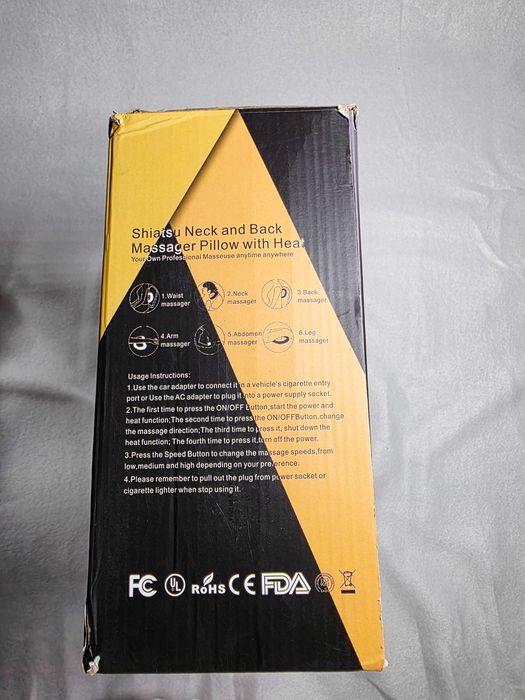 Shiatsu Neck and Back
Massager Pillow with Heat
Your Own Professional Masseuse anytime anywhere
1.Waist massager
2.Neck massager
3.Back massager
4.Arm massager
5.Abdomen massager
6.Leg massager
Usage Instructions:
1.Use the car adapter to connect it in a vehicle's cigarette entry
port or Use the AC adapter to plug it into a power supply socket.
2.The first time to press the ON/OFF button,start the power and
heat function;The second time to press the ON/OFFButton,change
the massage direction;The third time to press it, shut down the
heat function; The fourth time to press it,turn off the power.
3.Press the Speed Button to change the massage speeds,from
low,medium and high depending on your preference.
4.Please remember to pull out the plug from power socket or
cigarette lighter when stop using it.
FC UL RoHS CE FDA